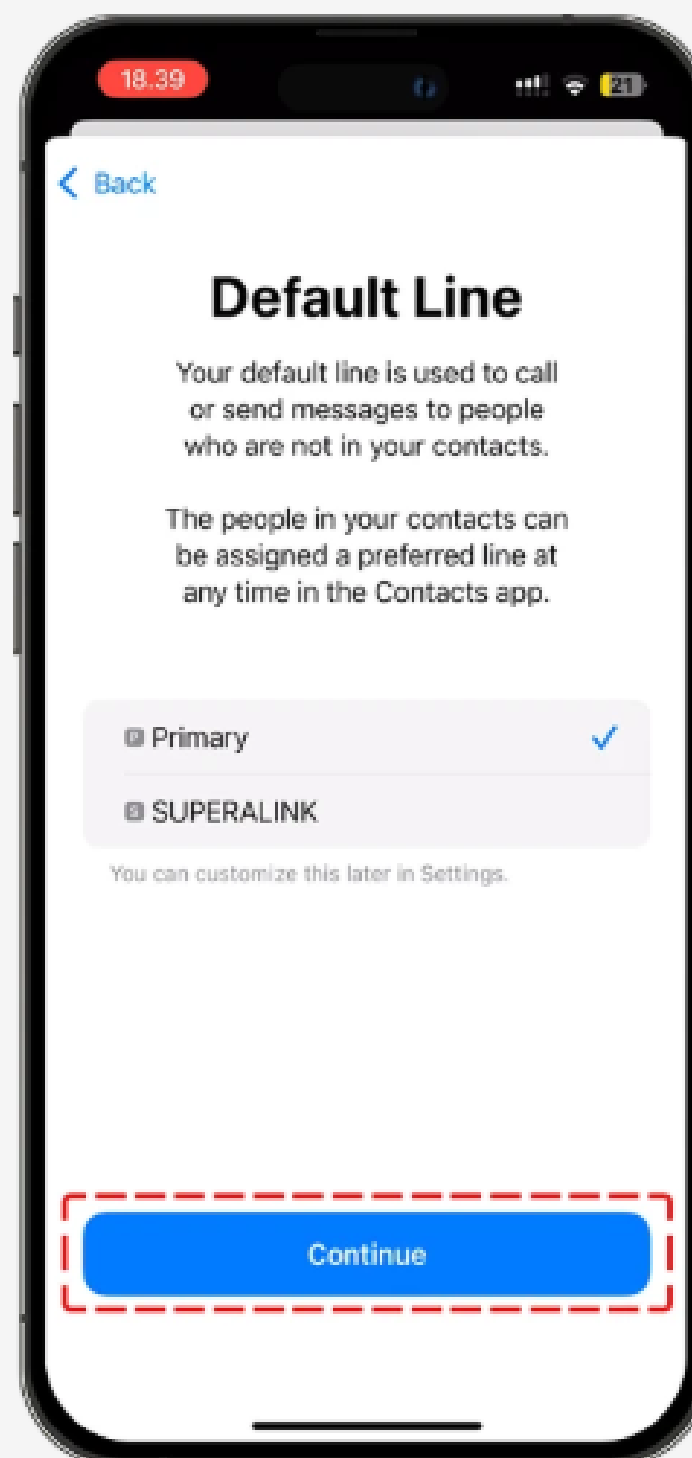 18.39
21
Back
Default Line
Your default line is used to call
or send messages to people
who are not in your contacts.
The people in your contacts can
be assigned a preferred line at
any time in the Contacts app.
P Primary
S SUPERALINK
You can customize this later in Settings.
Continue